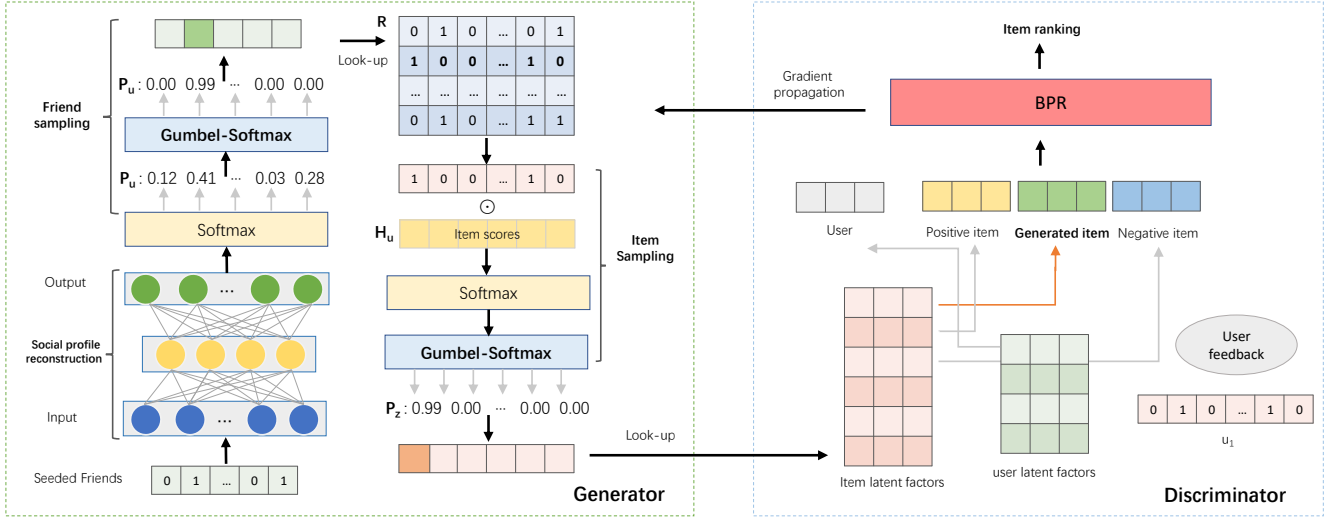 R
Look-up
0 1 0 ... 0 1
1 0 0 ... 1 0
... ... ... ... ... ...
0 1 0 ... 1 1
Pu : 0.00 0.99 ... 0.00 0.00
Friend
sampling
Gumbel-Softmax
Pu : 0.12 0.41 ... 0.03 0.28
Softmax
Output
...
Social profile
reconstruction
Input
...
Seeded Friends
0 1 ... 0 1
1 0 0 ... 1 0
⊙
Hu
Item scores
Item
Sampling
Softmax
Gumbel-Softmax
Pz : 0.99 0.00 ... 0.00 0.00
Look-up
Generator
Gradient
propagation
Item ranking
BPR
User
Positive item
Generated item
Negative item
Item latent factors
user latent factors
User
feedback
0 1 0 ... 1 0
u1
Discriminator